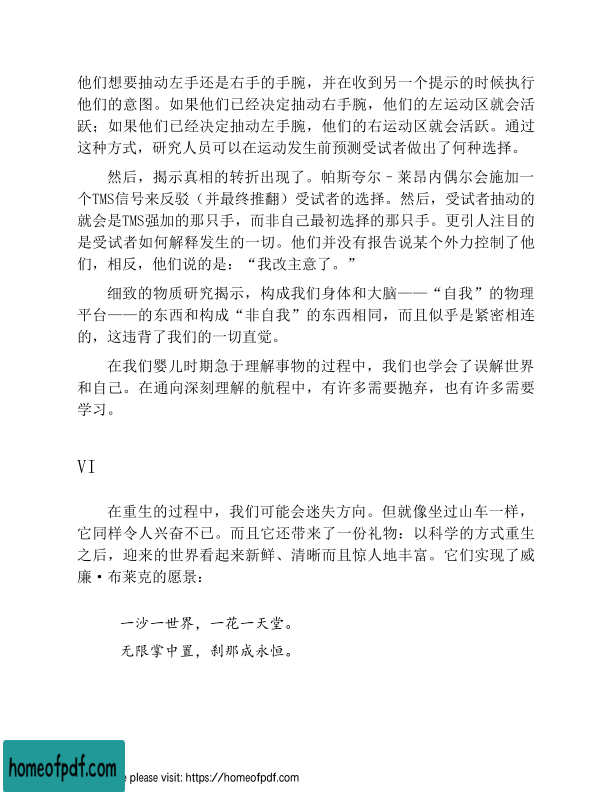 他们想要抽动左手还是右手的手腕，并在收到另一个提示的时候执行
他们的意图。如果他们已经决定抽动右手腕，他们的左运动区就会活
跃；如果他们已经决定抽动左手腕，他们的右运动区就会活跃。通过
这种方式，研究人员可以在运动发生前预测受试者做出了何种选择。
然后，揭示真相的转折出现了。帕斯夸尔–莱昂内偶尔会施加一
个TMS信号来反驳（并最终推翻）受试者的选择。然后，受试者抽动的
就会是TMS强加的那只手，而非自己最初选择的那只手。更引人注目的
是受试者如何解释发生的一切。他们并没有报告说某个外力控制了他
们，相反，他们说的是：“我改主意了。”
细致的物质研究揭示，构成我们身体和大脑——“自我”的物理
平台——的东西和构成“非自我”的东西相同，而且似乎是紧密相连
的，这违背了我们的一切直觉。
在我们婴儿时期急于理解事物的过程中，我们也学会了误解世界
和自己。在通向深刻理解的航程中，有许多需要抛弃，也有许多需要
学习。
VI
在重生的过程中，我们可能会迷失方向。但就像坐过山车一样，
它同样令人兴奋不已。而且它还带来了一份礼物：以科学的方式重生
之后，迎来的世界看起来新鲜、清晰而且惊人地丰富。它们实现了威
廉·布莱克的愿景：
一沙一世界，一花一天堂。
无限掌中置，刹那成永恒。
homeofpdf.com
please visit: https://homeofpdf.com